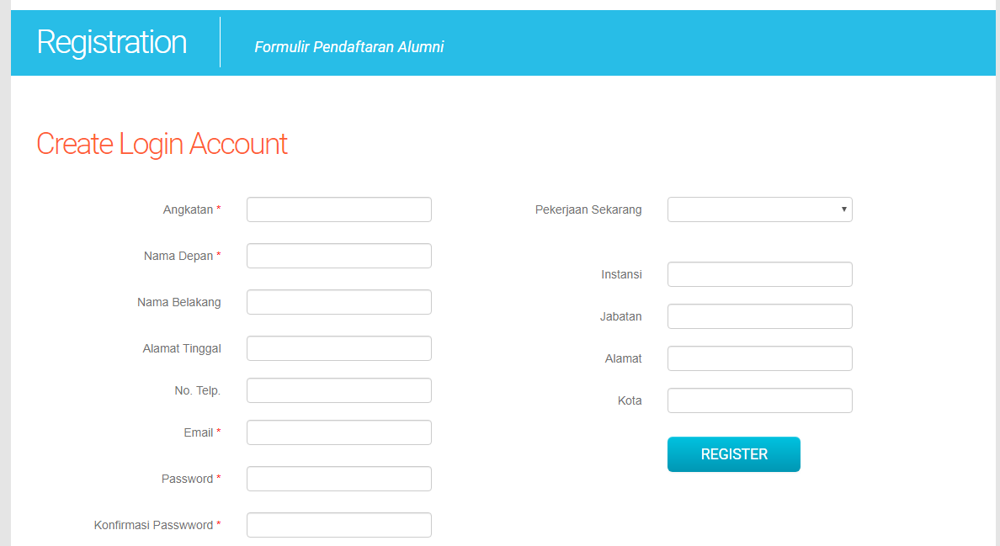 Registration
Formulir Pendaftaran Alumni
Create Login Account
Angkatan *
Nama Depan *
Nama Belakang
Alamat Tinggal
No. Telp.
Email *
Password *
Konfirmasi Passwword *
Pekerjaan Sekarang
Instansi
Jabatan
Alamat
Kota
REGISTER